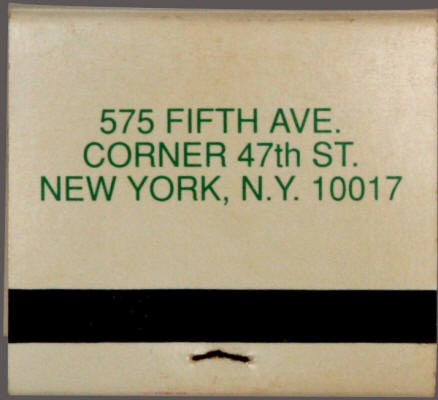 575 FIFTH AVE.
CORNER 47th ST.
NEW YORK, N.Y. 10017